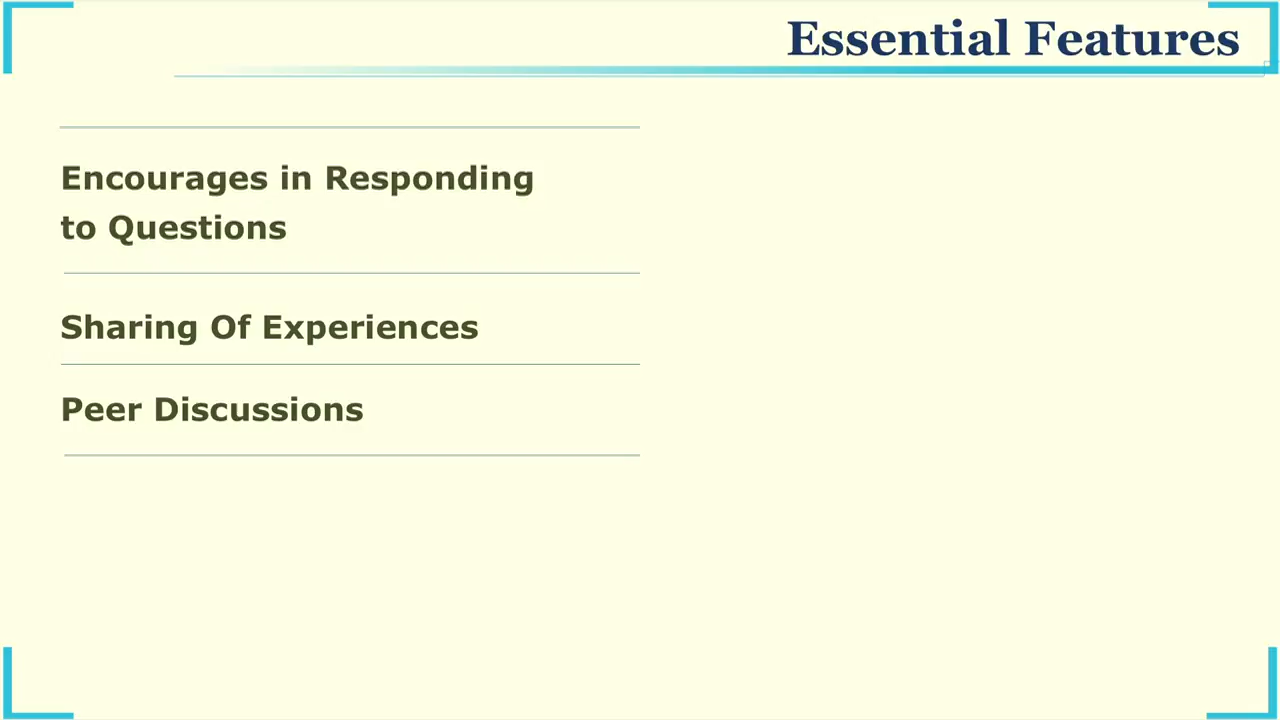 Essential Features
Encourages in Responding
to Questions
Sharing Of Experiences
Peer Discussions